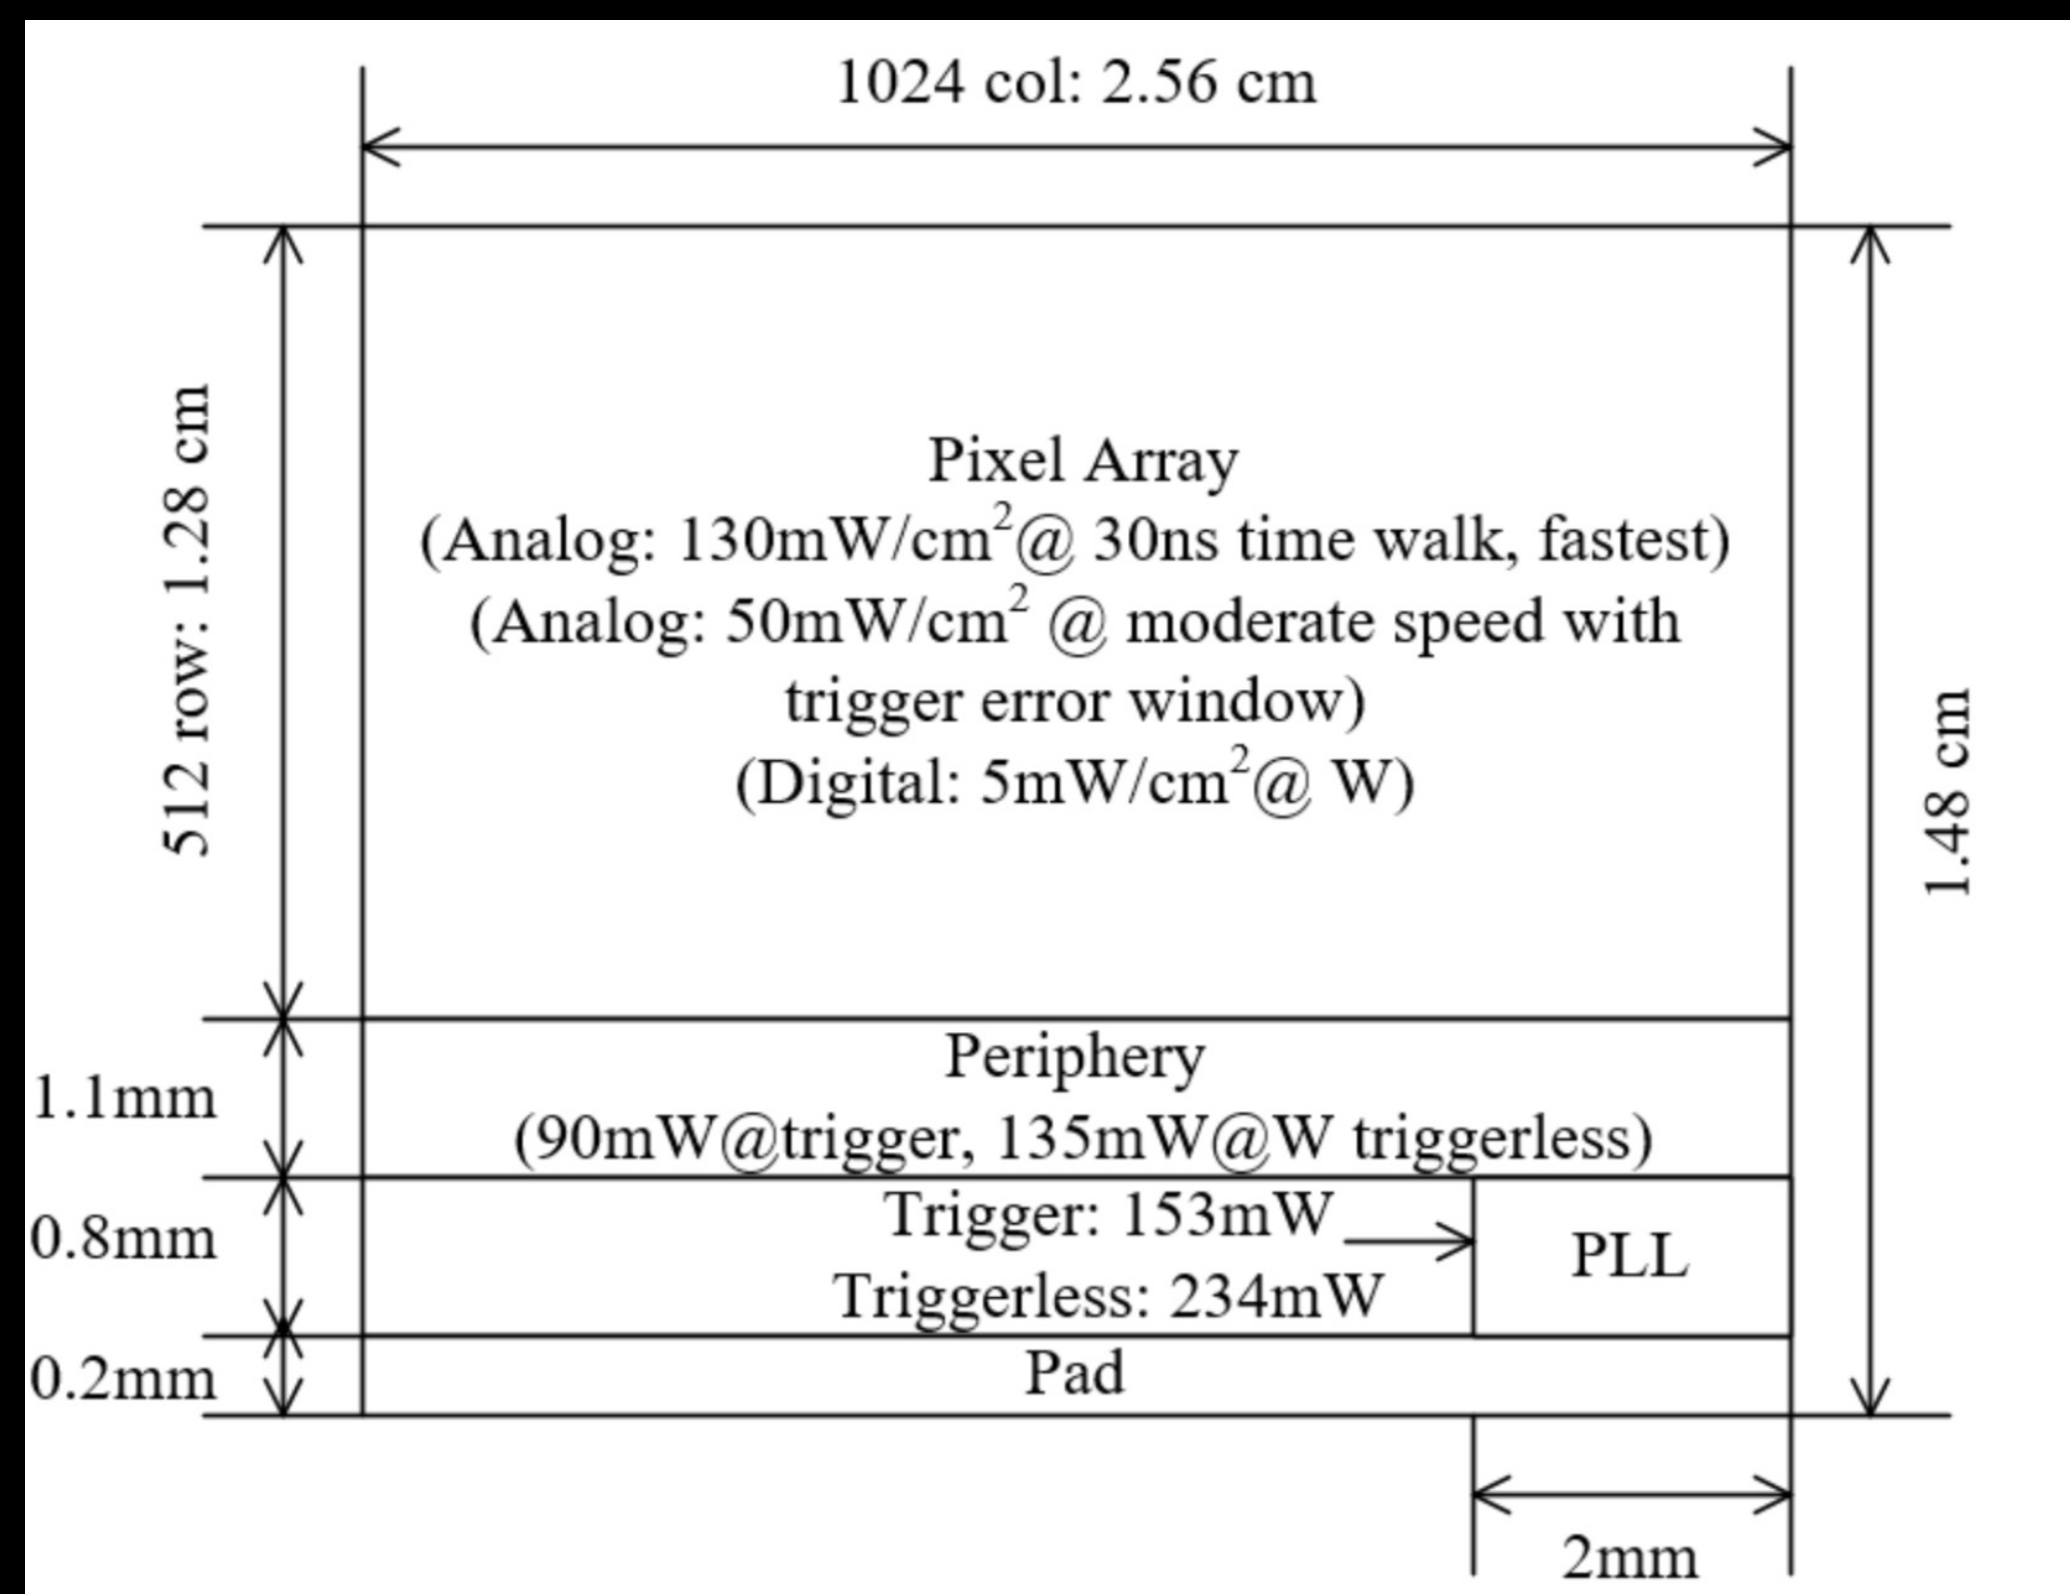 1024 col: 2.56 cm
512 row: 1.28 cm
Pixel Array
(Analog: 130mW/cm²@ 30ns time walk, fastest)
(Analog: 50mW/cm² @ moderate speed with
trigger error window)
(Digital: 5mW/cm²@ W)
1.48 cm
1.1mm
Periphery
(90mW@trigger, 135mW@W triggerless)
0.8mm
Trigger: 153mW
Triggerless: 234mW
PLL
0.2mm
Pad
2mm